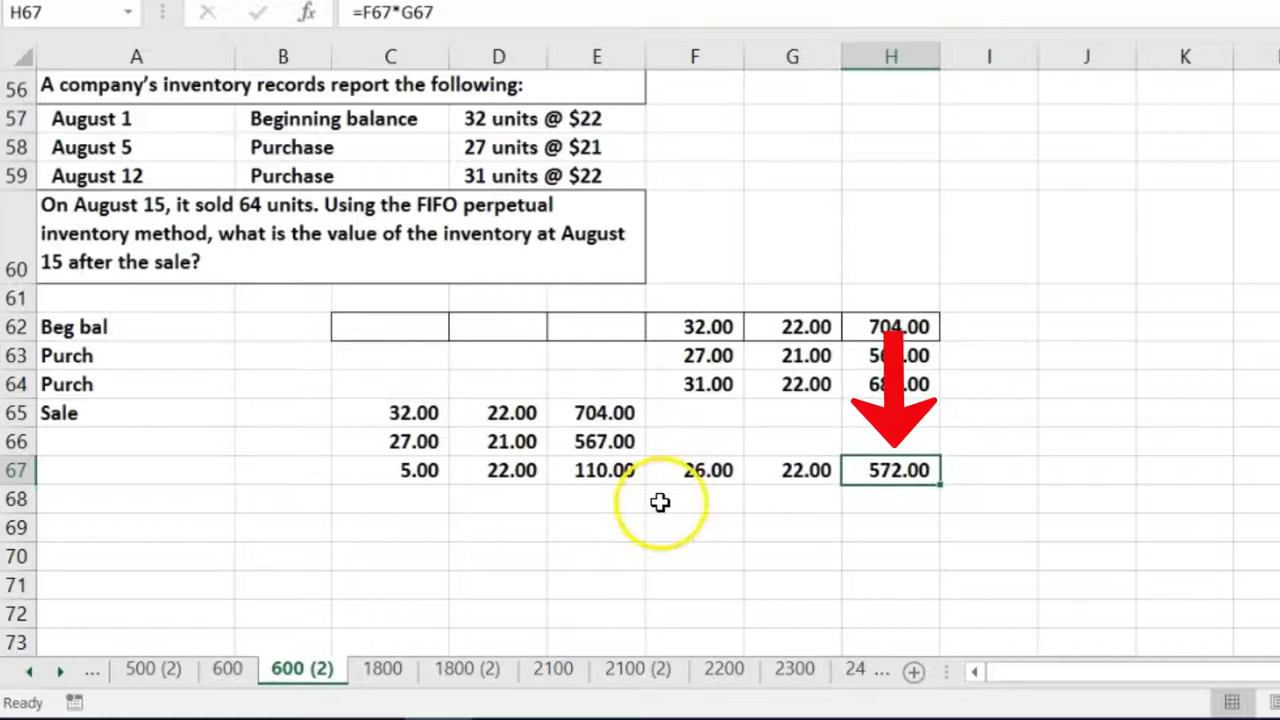 H67 fx =F67*G67
A B C D E F G H I J K
56 A company's inventory records report the following:
57 August 1 Beginning balance 32 units @ $22
58 August 5 Purchase 27 units @ $21
59 August 12 Purchase 31 units @ $22
On August 15, it sold 64 units. Using the FIFO perpetual
inventory method, what is the value of the inventory at August
60 15 after the sale?
61
62 Beg bal 32.00 22.00 704.00
63 Purch 27.00 21.00
64 Purch 31.00 22.00
65 Sale 32.00 22.00 704.00
66 27.00 21.00 567.00
67 5.00 22.00 110.00 26.00 22.00 572.00
68
69
70
71
72
73
... 500 (2) 600 600 (2) 1800 1800 (2) 2100 2100 (2) 2200 2300 24 ...
Ready